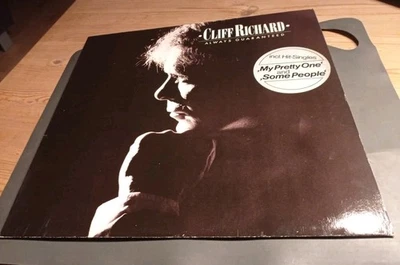 -CLIFF RICHARD-
ALWAYS GUARANTEED
incl. Hit-Singles
„My Pretty One"
and
„Some People"